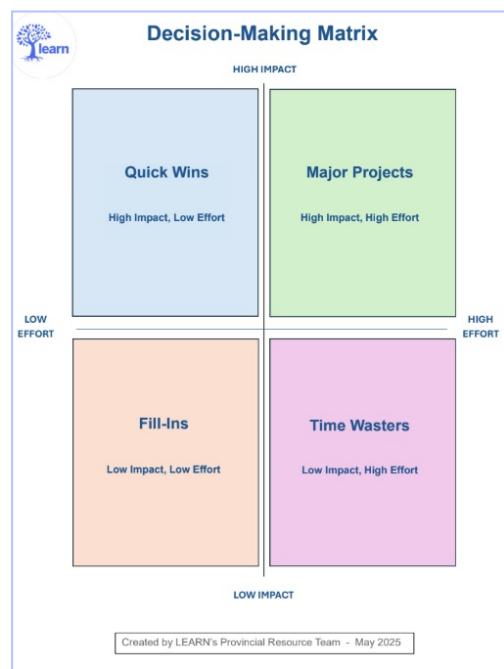 learn
Decision-Making Matrix
HIGH IMPACT
Quick Wins
High Impact, Low Effort
Major Projects
High Impact, High Effort
LOW
EFFORT
HIGH
EFFORT
Fill-Ins
Low Impact, Low Effort
Time Wasters
Low Impact, High Effort
LOW IMPACT
Created by LEARN's Provincial Resource Team - May 2025